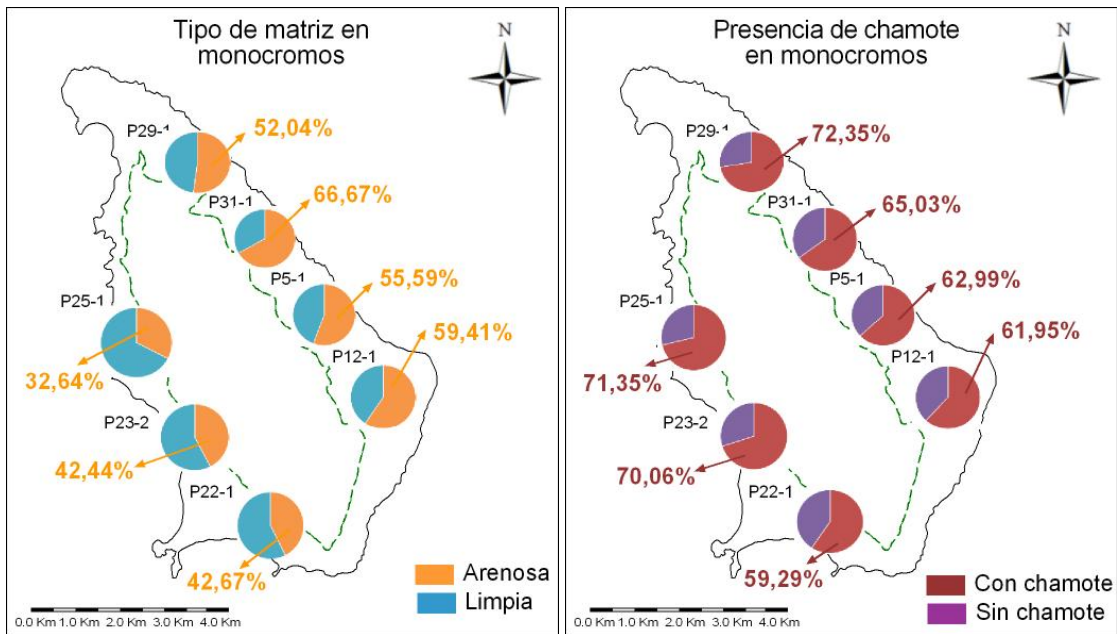 Tipo de matriz en
monocromos
N
P29-1
52,04%
P31-1
66,67%
P5-1
55,59%
P25-1
P12-1
59,41%
32,64%
P23-2
42,44%
P22-1
42,67%
Arenosa
Limpia
0.0 Km 1.0 Km 2.0 Km 3.0 Km 4.0 Km
Presencia de chamote
en monocromos
N
P29-1
72,35%
P31-1
65,03%
P5-1
62,99%
P25-1
P12-1
61,95%
71,35%
P23-2
70,06%
P22-1
59,29%
Con chamote
Sin chamote
0.0 Km 1.0 Km 2.0 Km 3.0 Km 4.0 Km